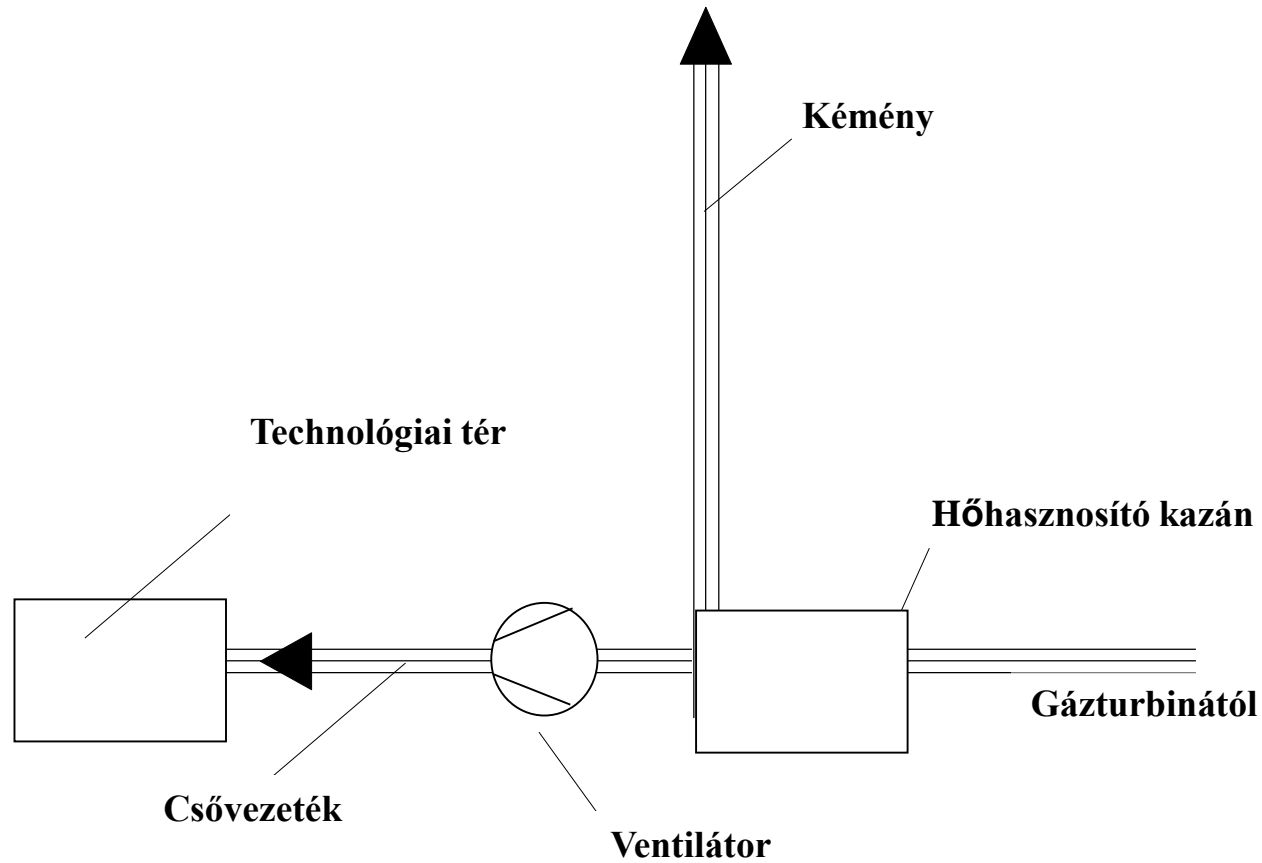 Kémény
Technológiai tér
Hőhasznosító kazán
Gázturbinától
Csővezeték
Ventilátor